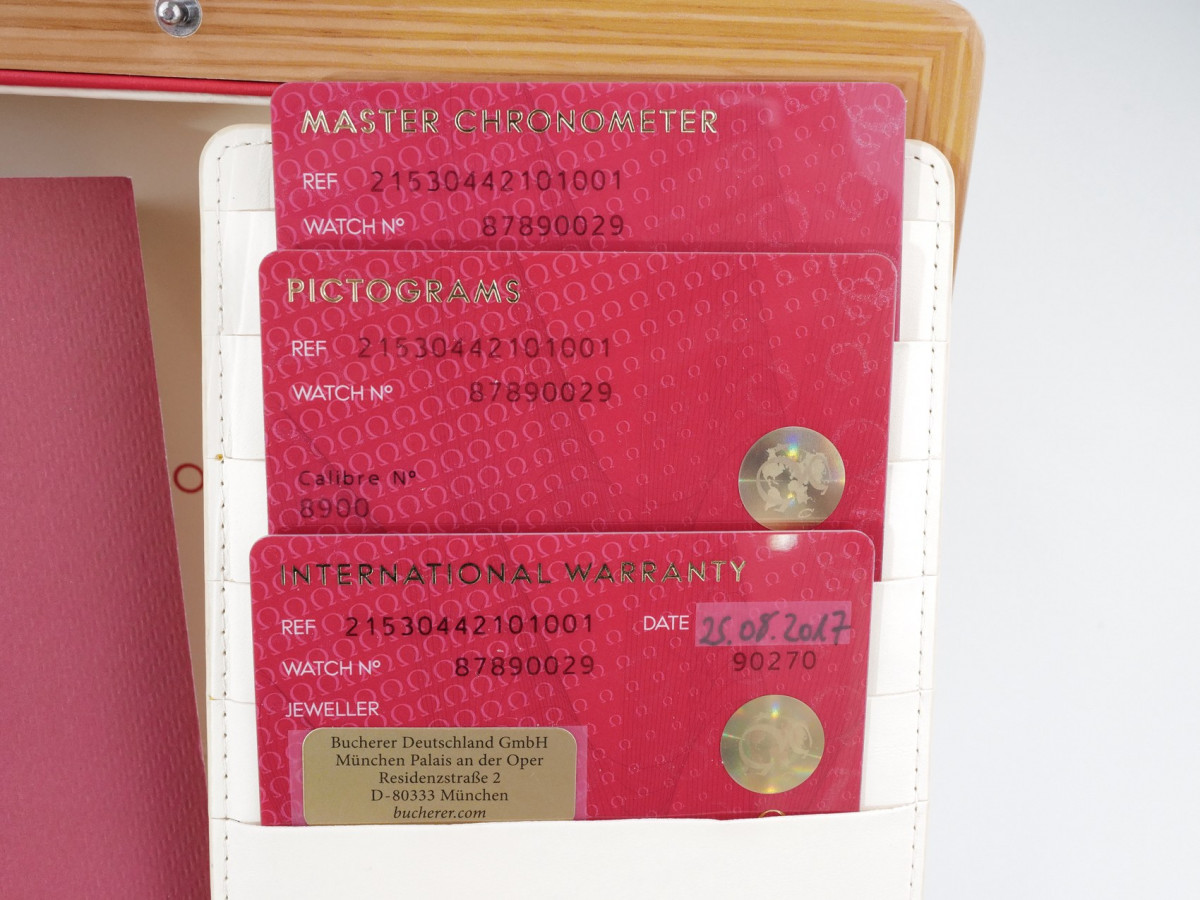 MASTER CHRONOMETER
REF 21530442101001
WATCH Nº 87890029
PICTOGRAMS
REF 21530442101001
WATCH Nº 87890029
Calibre Nº
8900
INTERNATIONAL WARRANTY
REF 21530442101001 DATE 25.08.2017
WATCH Nº 87890029 90270
JEWELLER
Bucherer Deutschland GmbH
München Palais an der Oper
Residenzstraße 2
D-80333 München
bucherer.com